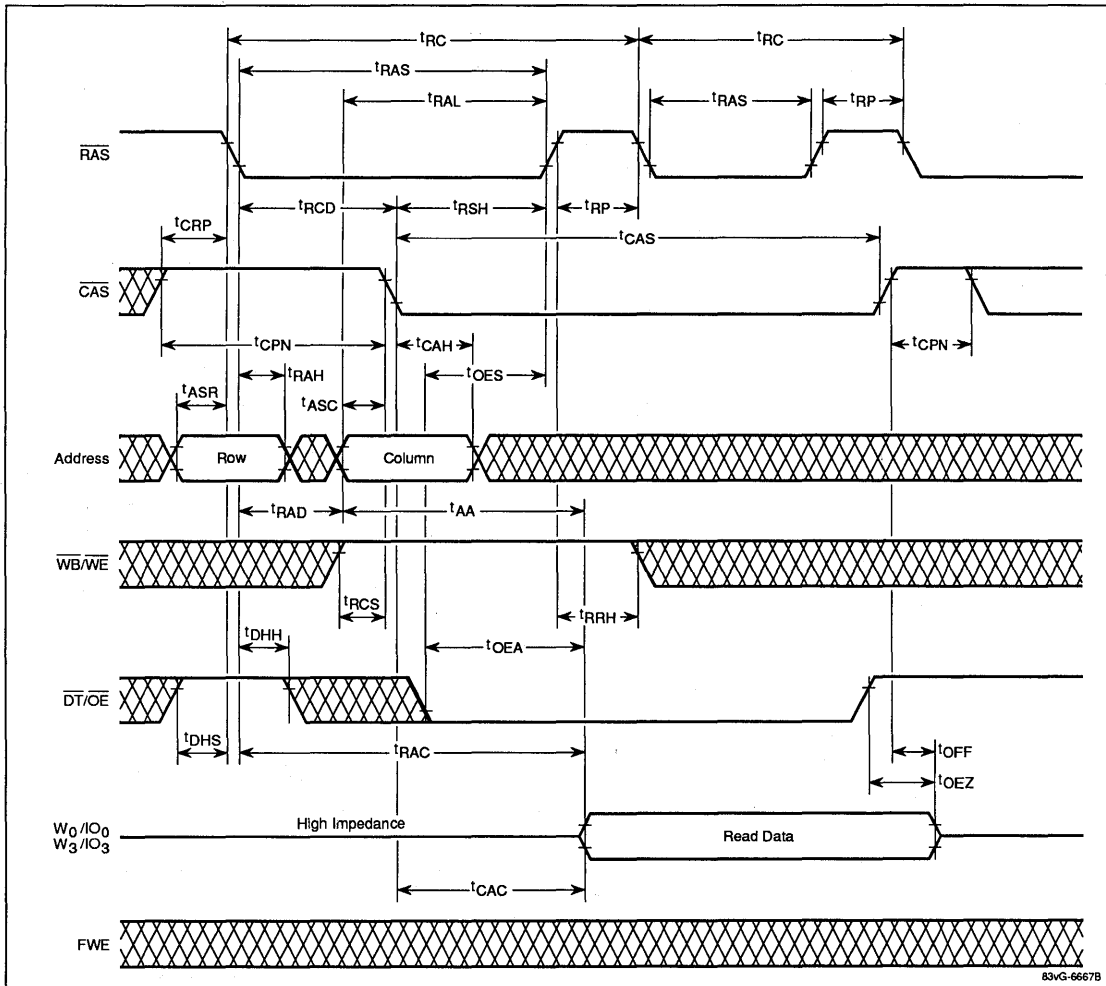 tRC tRC
tRAS
tRAL tRAS tRP
RAS
tRCD tRSH tRP
tCRP tCAS
CAS
tCPN tCAH tCPN
tRAH tOES
tASR tASC
Address Row Column
tRAD tAA
WB/WE
tRCS tRRH
tDHH tOEA
DT/OE
tDHS tRAC tOFF
tOEZ
W0/IO0 High Impedance
W3/IO3 Read Data
tCAC
FWE
83vG-6667B